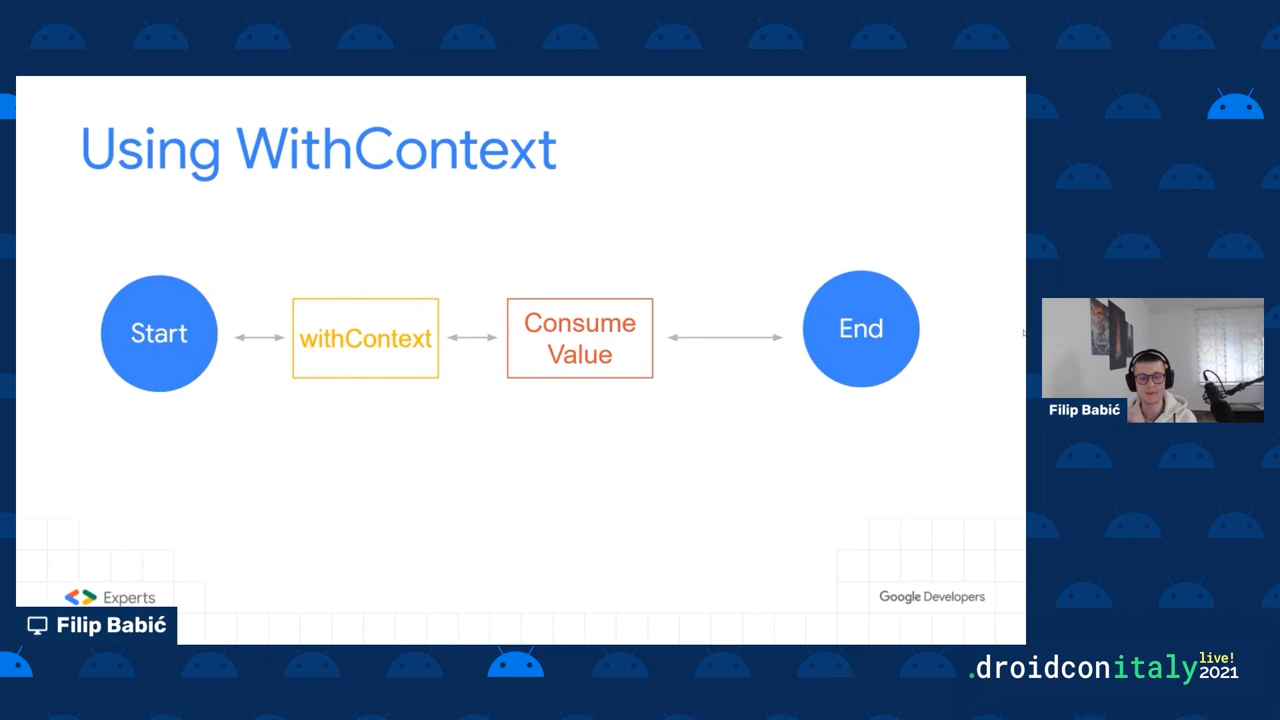 Using WithContext
Start
withContext
Consume
Value
End
Experts
Google Developers
Filip Babić
Filip Babić
.droidconitaly
live!
2021